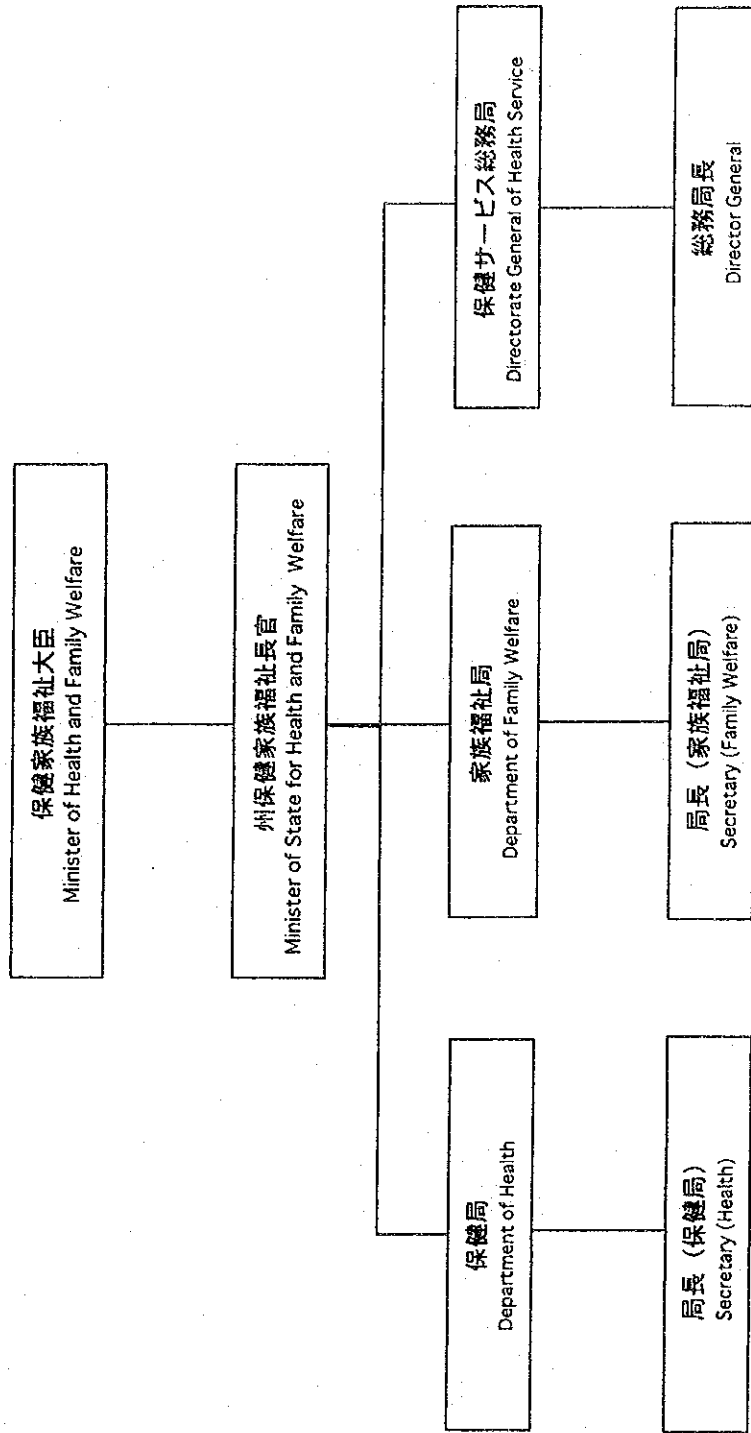 保健家族福祉大臣
Minister of Health and Family Welfare
州保健家族福祉長官
Minister of State for Health and Family Welfare
保健局
Department of Health
家族福祉局
Department of Family Welfare
保健サービス総務局
Directorate General of Health Service
局長（保健局）
Secretary (Health)
局長（家族福祉局）
Secretary (Family Welfare)
総務局長
Director General